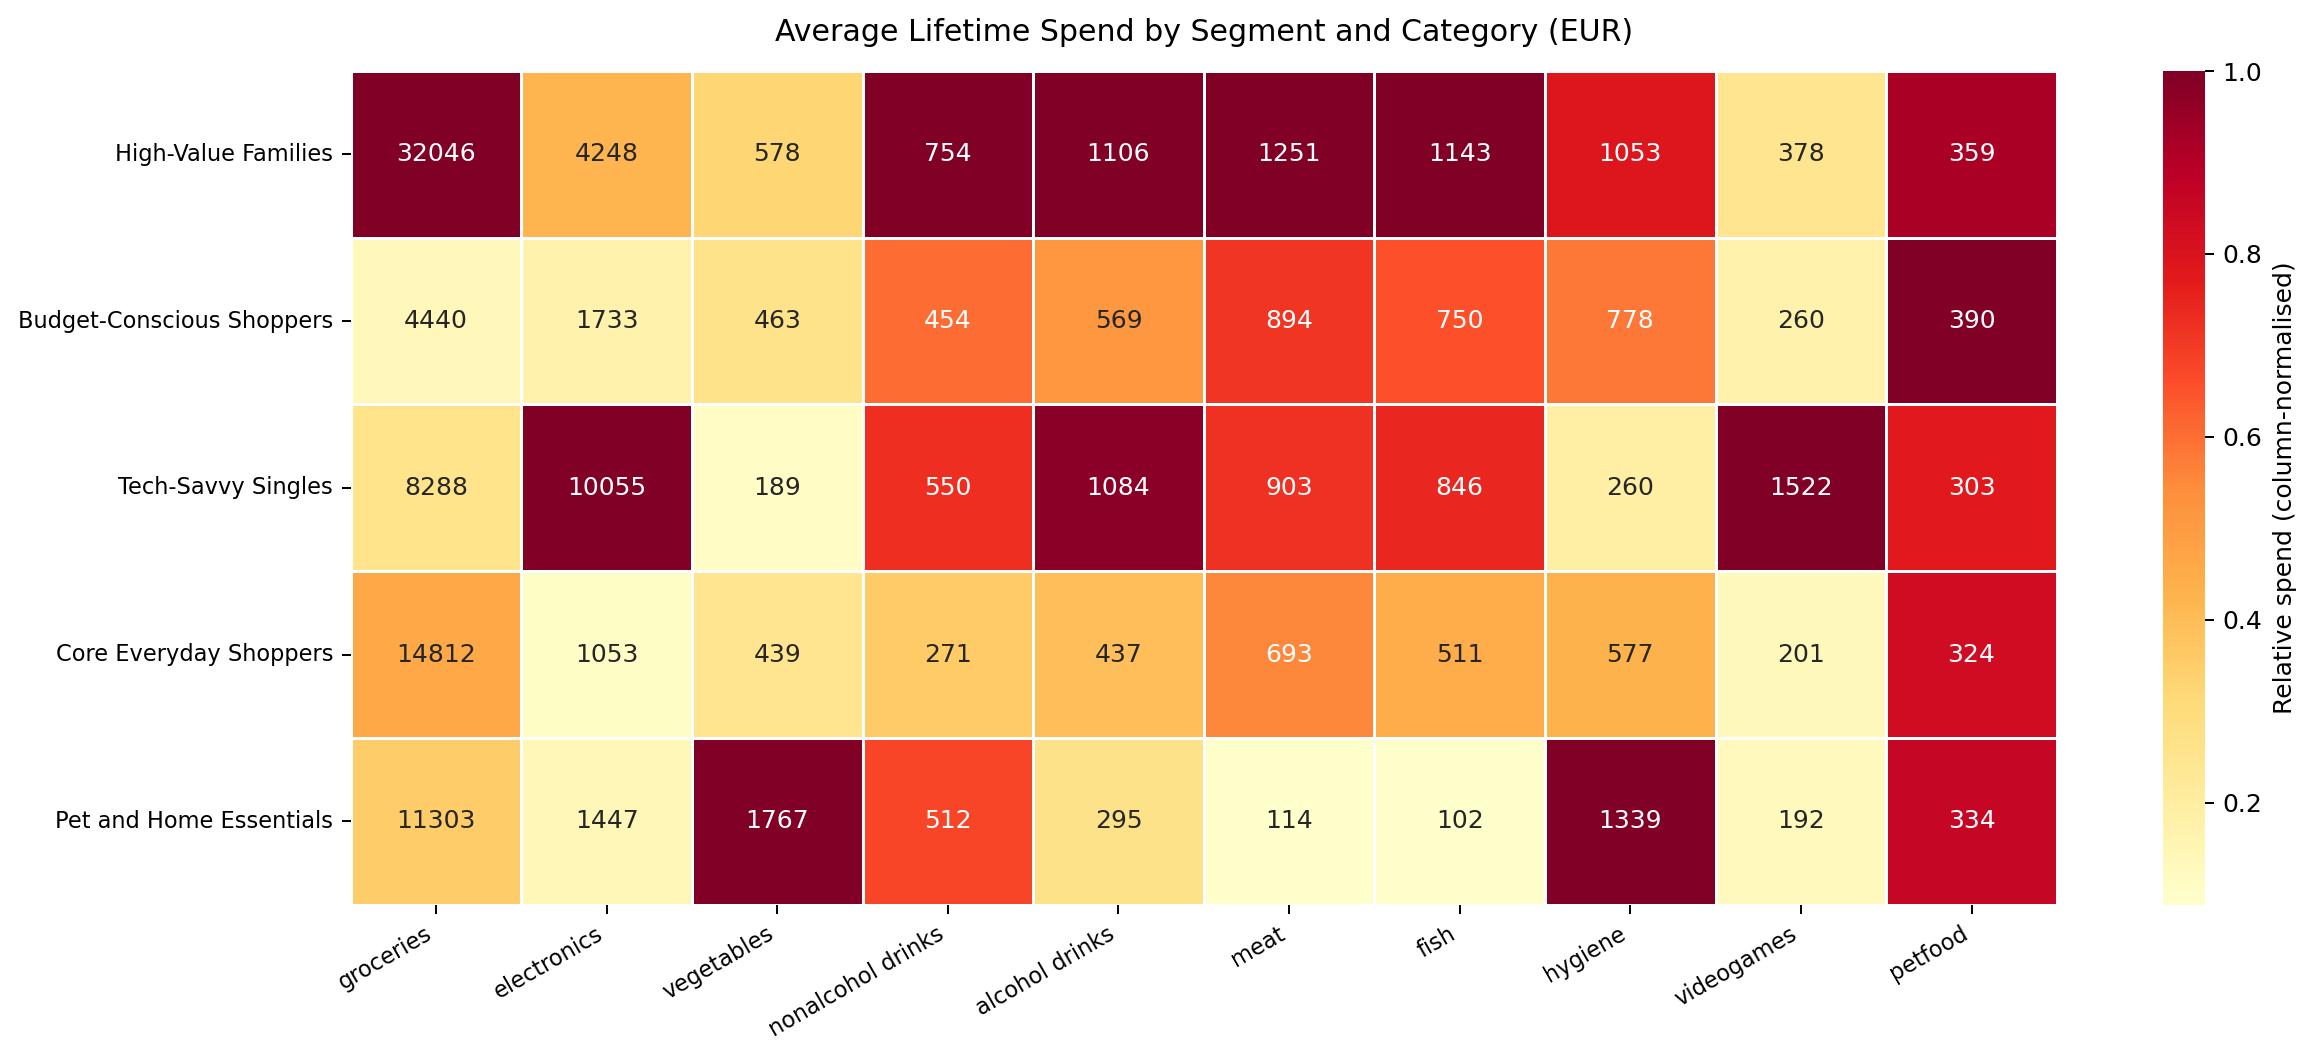 Average Lifetime Spend by Segment and Category (EUR)
High-Value Families 32046 4248 578 754 1106 1251 1143 1053 378 359
Budget-Conscious Shoppers 4440 1733 463 454 569 894 750 778 260 390
Tech-Savvy Singles 8288 10055 189 550 1084 903 846 260 1522 303
Core Everyday Shoppers 14812 1053 439 271 437 693 511 577 201 324
Pet and Home Essentials 11303 1447 1767 512 295 114 102 1339 192 334
groceries electronics vegetables nonalcohol drinks alcohol drinks meat fish hygiene videogames petfood
1.0
0.8
0.6
0.4
0.2
Relative spend (column-normalised)